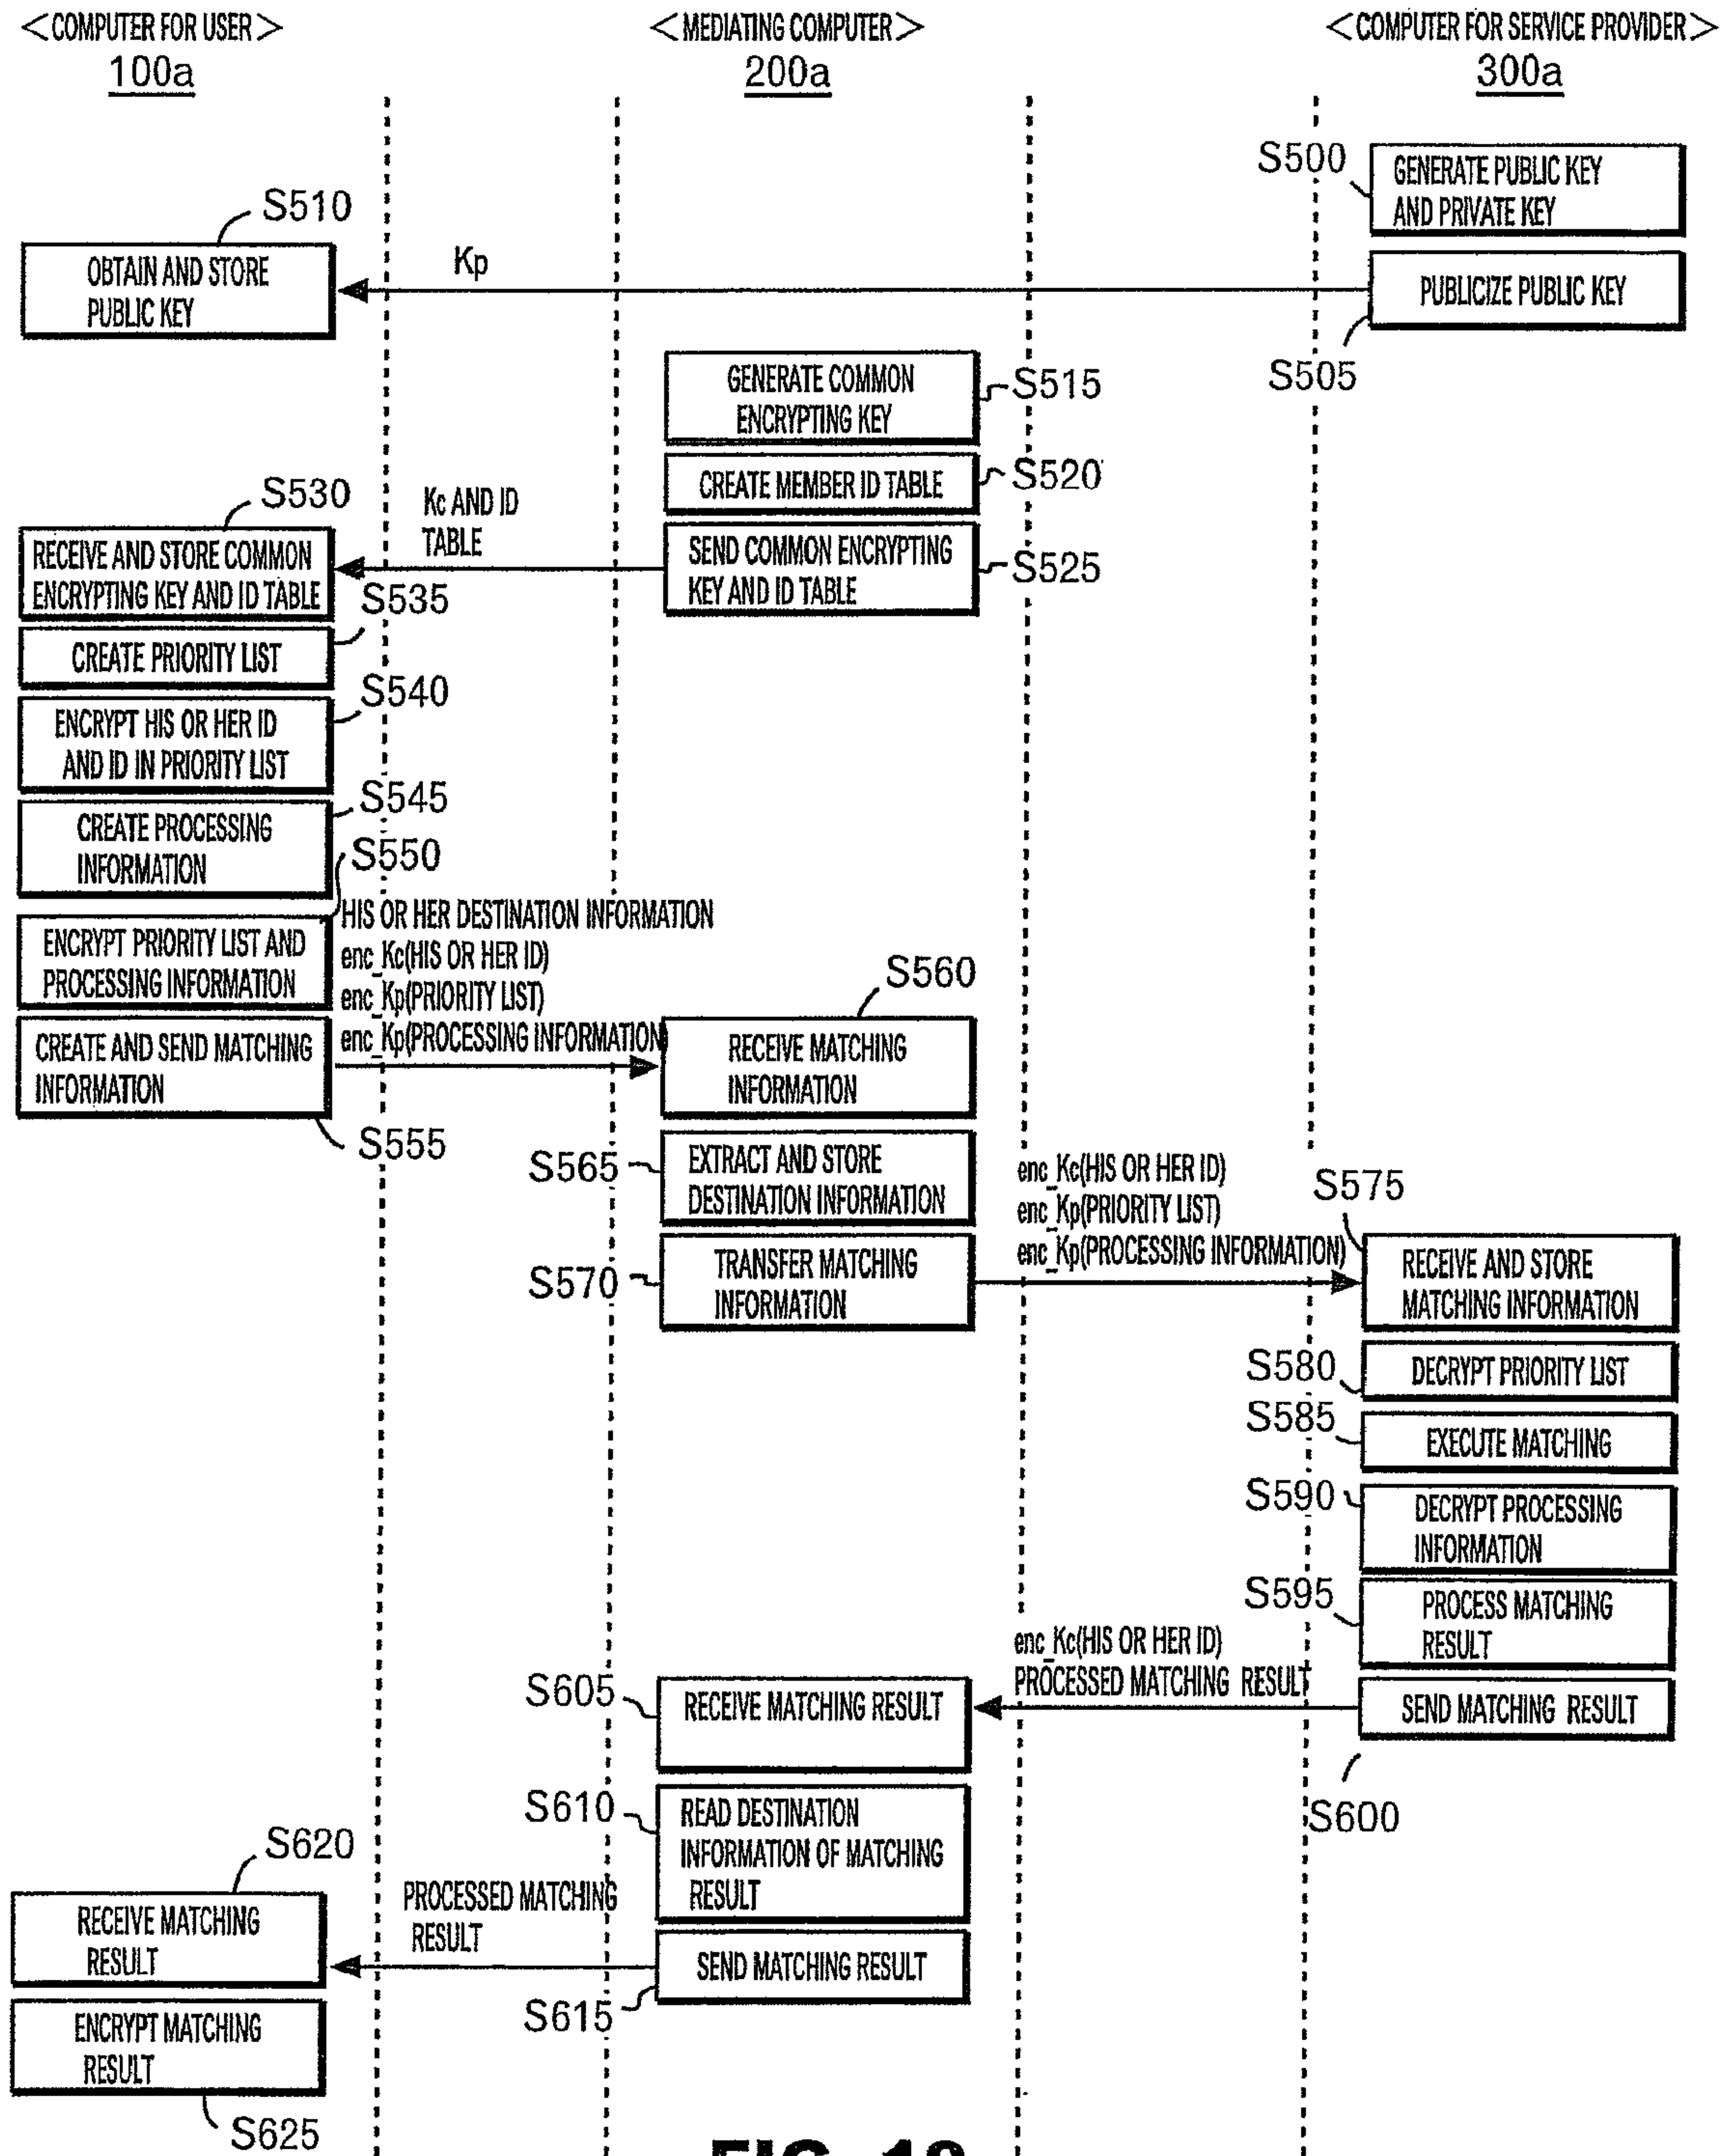 <COMPUTER FOR USER>
100a
<MEDIATING COMPUTER>
200a
<COMPUTER FOR SERVICE PROVIDER>
300a
S500
GENERATE PUBLIC KEY
AND PRIVATE KEY
S510
OBTAIN AND STORE
PUBLIC KEY
Kp
PUBLICIZE PUBLIC KEY
S505
GENERATE COMMON
ENCRYPTING KEY
S515
CREATE MEMBER ID TABLE
S520
S530
Kc AND ID
TABLE
RECEIVE AND STORE COMMON
ENCRYPTING KEY AND ID TABLE
SEND COMMON ENCRYPTING
KEY AND ID TABLE
S525
S535
CREATE PRIORITY LIST
S540
ENCRYPT HIS OR HER ID
AND ID IN PRIORITY LIST
S545
CREATE PROCESSING
INFORMATION
S550
ENCRYPT PRIORITY LIST AND
PROCESSING INFORMATION
HIS OR HER DESTINATION INFORMATION
enc_Kc(HIS OR HER ID)
enc_Kp(PRIORITY LIST)
enc_Kp(PROCESSING INFORMATION)
CREATE AND SEND MATCHING
INFORMATION
S555
S560
RECEIVE MATCHING
INFORMATION
S565
EXTRACT AND STORE
DESTINATION INFORMATION
S570
TRANSFER MATCHING
INFORMATION
enc_Kc(HIS OR HER ID)
enc_Kp(PRIORITY LIST)
enc_Kp(PROCESSING INFORMATION)
S575
RECEIVE AND STORE
MATCHING INFORMATION
S580
DECRYPT PRIORITY LIST
S585
EXECUTE MATCHING
S590
DECRYPT PROCESSING
INFORMATION
S595
PROCESS MATCHING
RESULT
enc_Kc(HIS OR HER ID)
PROCESSED MATCHING RESULT
SEND MATCHING RESULT
S600
S605
RECEIVE MATCHING RESULT
S610
READ DESTINATION
INFORMATION OF MATCHING
RESULT
S620
RECEIVE MATCHING
RESULT
PROCESSED MATCHING
RESULT
SEND MATCHING RESULT
S615
ENCRYPT MATCHING
RESULT
S625